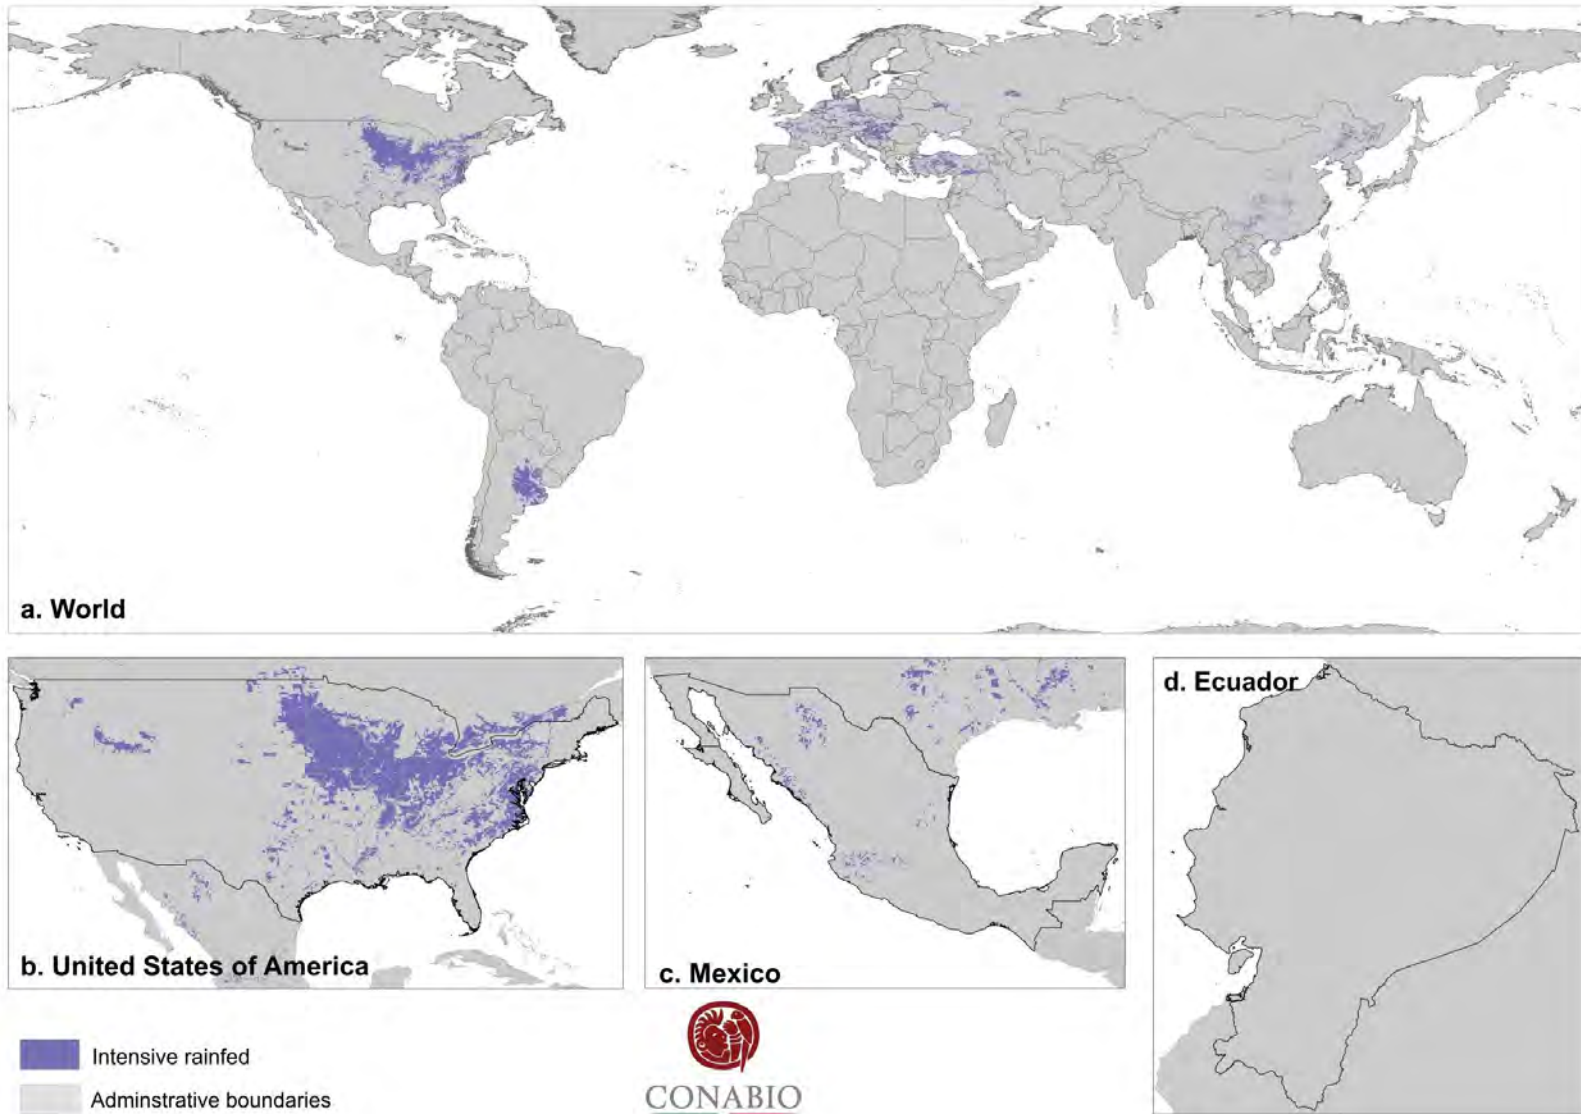 a. World
b. United States of America
c. Mexico
d. Ecuador
Intensive rainfed
Adminstrative boundaries
CONABIO